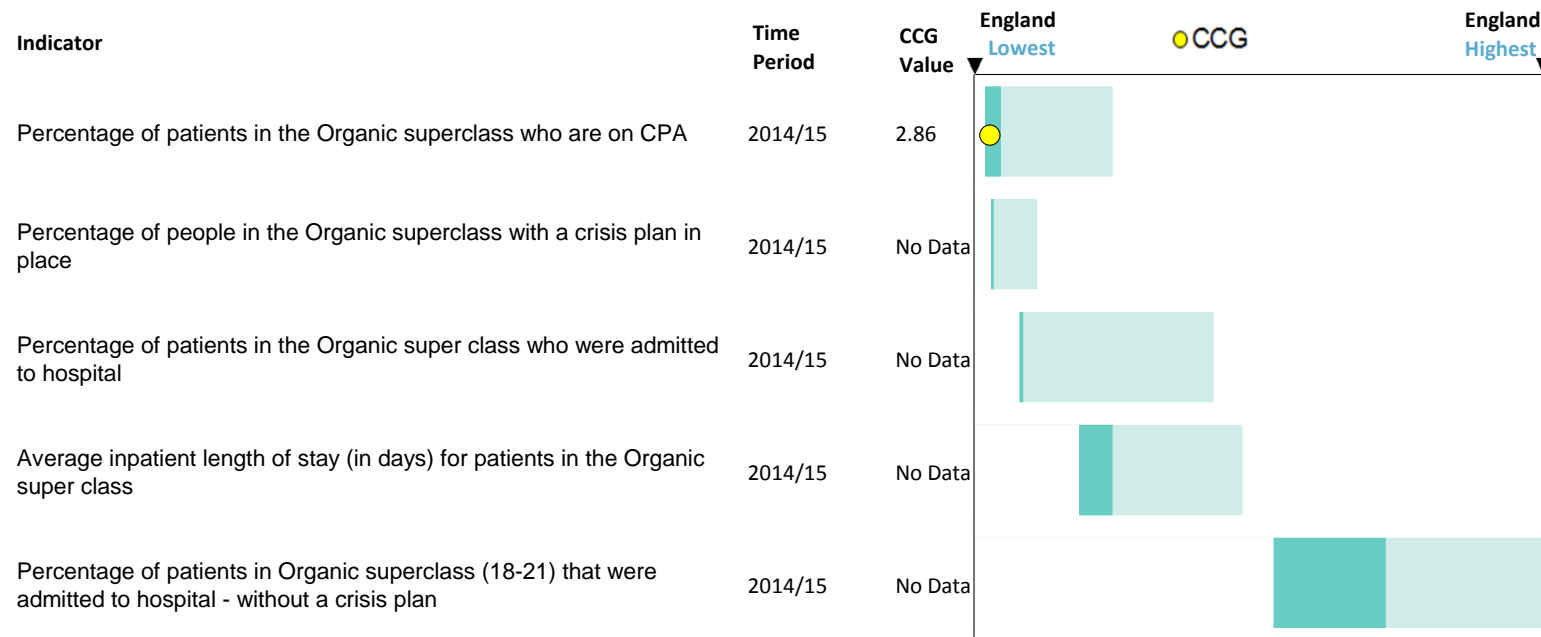 Indicator
Time Period
CCG Value
England Lowest
CCG
England Highest
Percentage of patients in the Organic superclass who are on CPA
2014/15
2.86
Percentage of people in the Organic superclass with a crisis plan in
place
2014/15
No Data
Percentage of patients in the Organic super class who were admitted
to hospital
2014/15
No Data
Average inpatient length of stay (in days) for patients in the Organic
super class
2014/15
No Data
Percentage of patients in Organic superclass (18-21) that were
admitted to hospital - without a crisis plan
2014/15
No Data